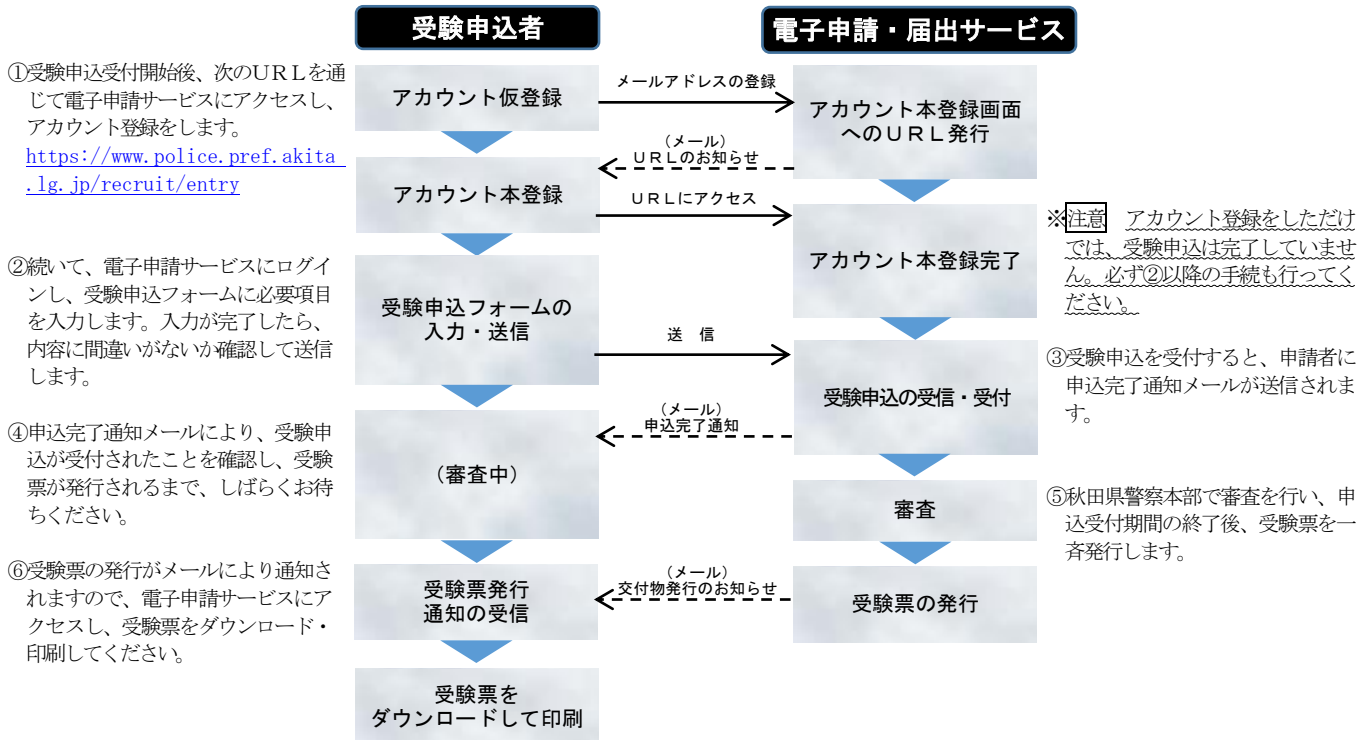 受験申込者
電子申請・届出サービス
①受験申込受付開始後、次のＵＲＬを通
じて電子申請サービスにアクセスし、
アカウント登録をします。
https://www.police.pref.akita
.lg.jp/recruit/entry
アカウント仮登録
メールアドレスの登録
アカウント本登録画面
へのＵＲＬ発行
（メール）
ＵＲＬのお知らせ
アカウント本登録
ＵＲＬにアクセス
アカウント本登録完了
※注意　アカウント登録をしただけ
では、受験申込は完了していませ
ん。必ず②以降の手続も行ってく
ださい。
②続いて、電子申請サービスにログイ
ンし、受験申込フォームに必要項目
を入力します。入力が完了したら、
内容に間違いがないか確認して送信
します。
受験申込フォームの
入力・送信
送　信
受験申込の受信・受付
③受験申込を受付すると、申請者に
申込完了通知メールが送信されま
す。
（メール）
申込完了通知
④申込完了通知メールにより、受験申
込が受付されたことを確認し、受験
票が発行されるまで、しばらくお待
ちください。
（審査中）
審査
⑤秋田県警察本部で審査を行い、申
込受付期間の終了後、受験票を一
斉発行します。
⑥受験票の発行がメールにより通知さ
れますので、電子申請サービスにア
クセスし、受験票をダウンロード・
印刷してください。
受験票発行
通知の受信
（メール）
交付物発行のお知らせ
受験票の発行
受験票を
ダウンロードして印刷